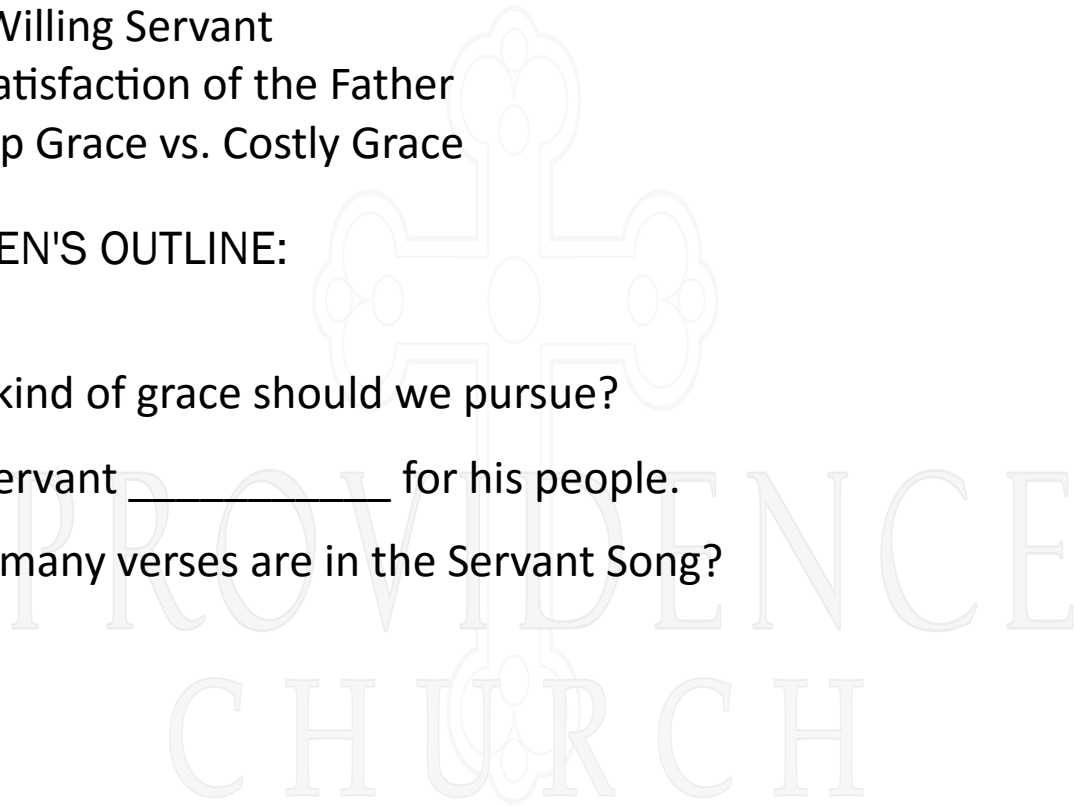 Willing Servant
atisfaction of the Father
p Grace vs. Costly Grace
EN'S OUTLINE:
kind of grace should we pursue?
ervant ___________ for his people.
many verses are in the Servant Song?
PROVIDENCE
CHURCH